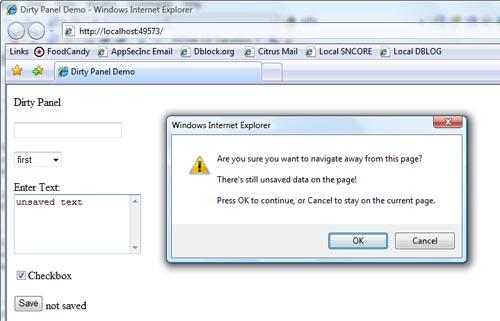 Dirty Panel Demo - Windows Internet Explorer
http://localhost:49573/
Links FoodCandy AppSecInc Email Dblock.org Citrus Mail Local SNCORE Local DBLOG
Dirty Panel Demo
Dirty Panel
first
Enter Text:
unsaved text
Checkbox
Save not saved
Windows Internet Explorer
Are you sure you want to navigate away from this page?
There's still unsaved data on the page!
Press OK to continue, or Cancel to stay on the current page.
OK Cancel